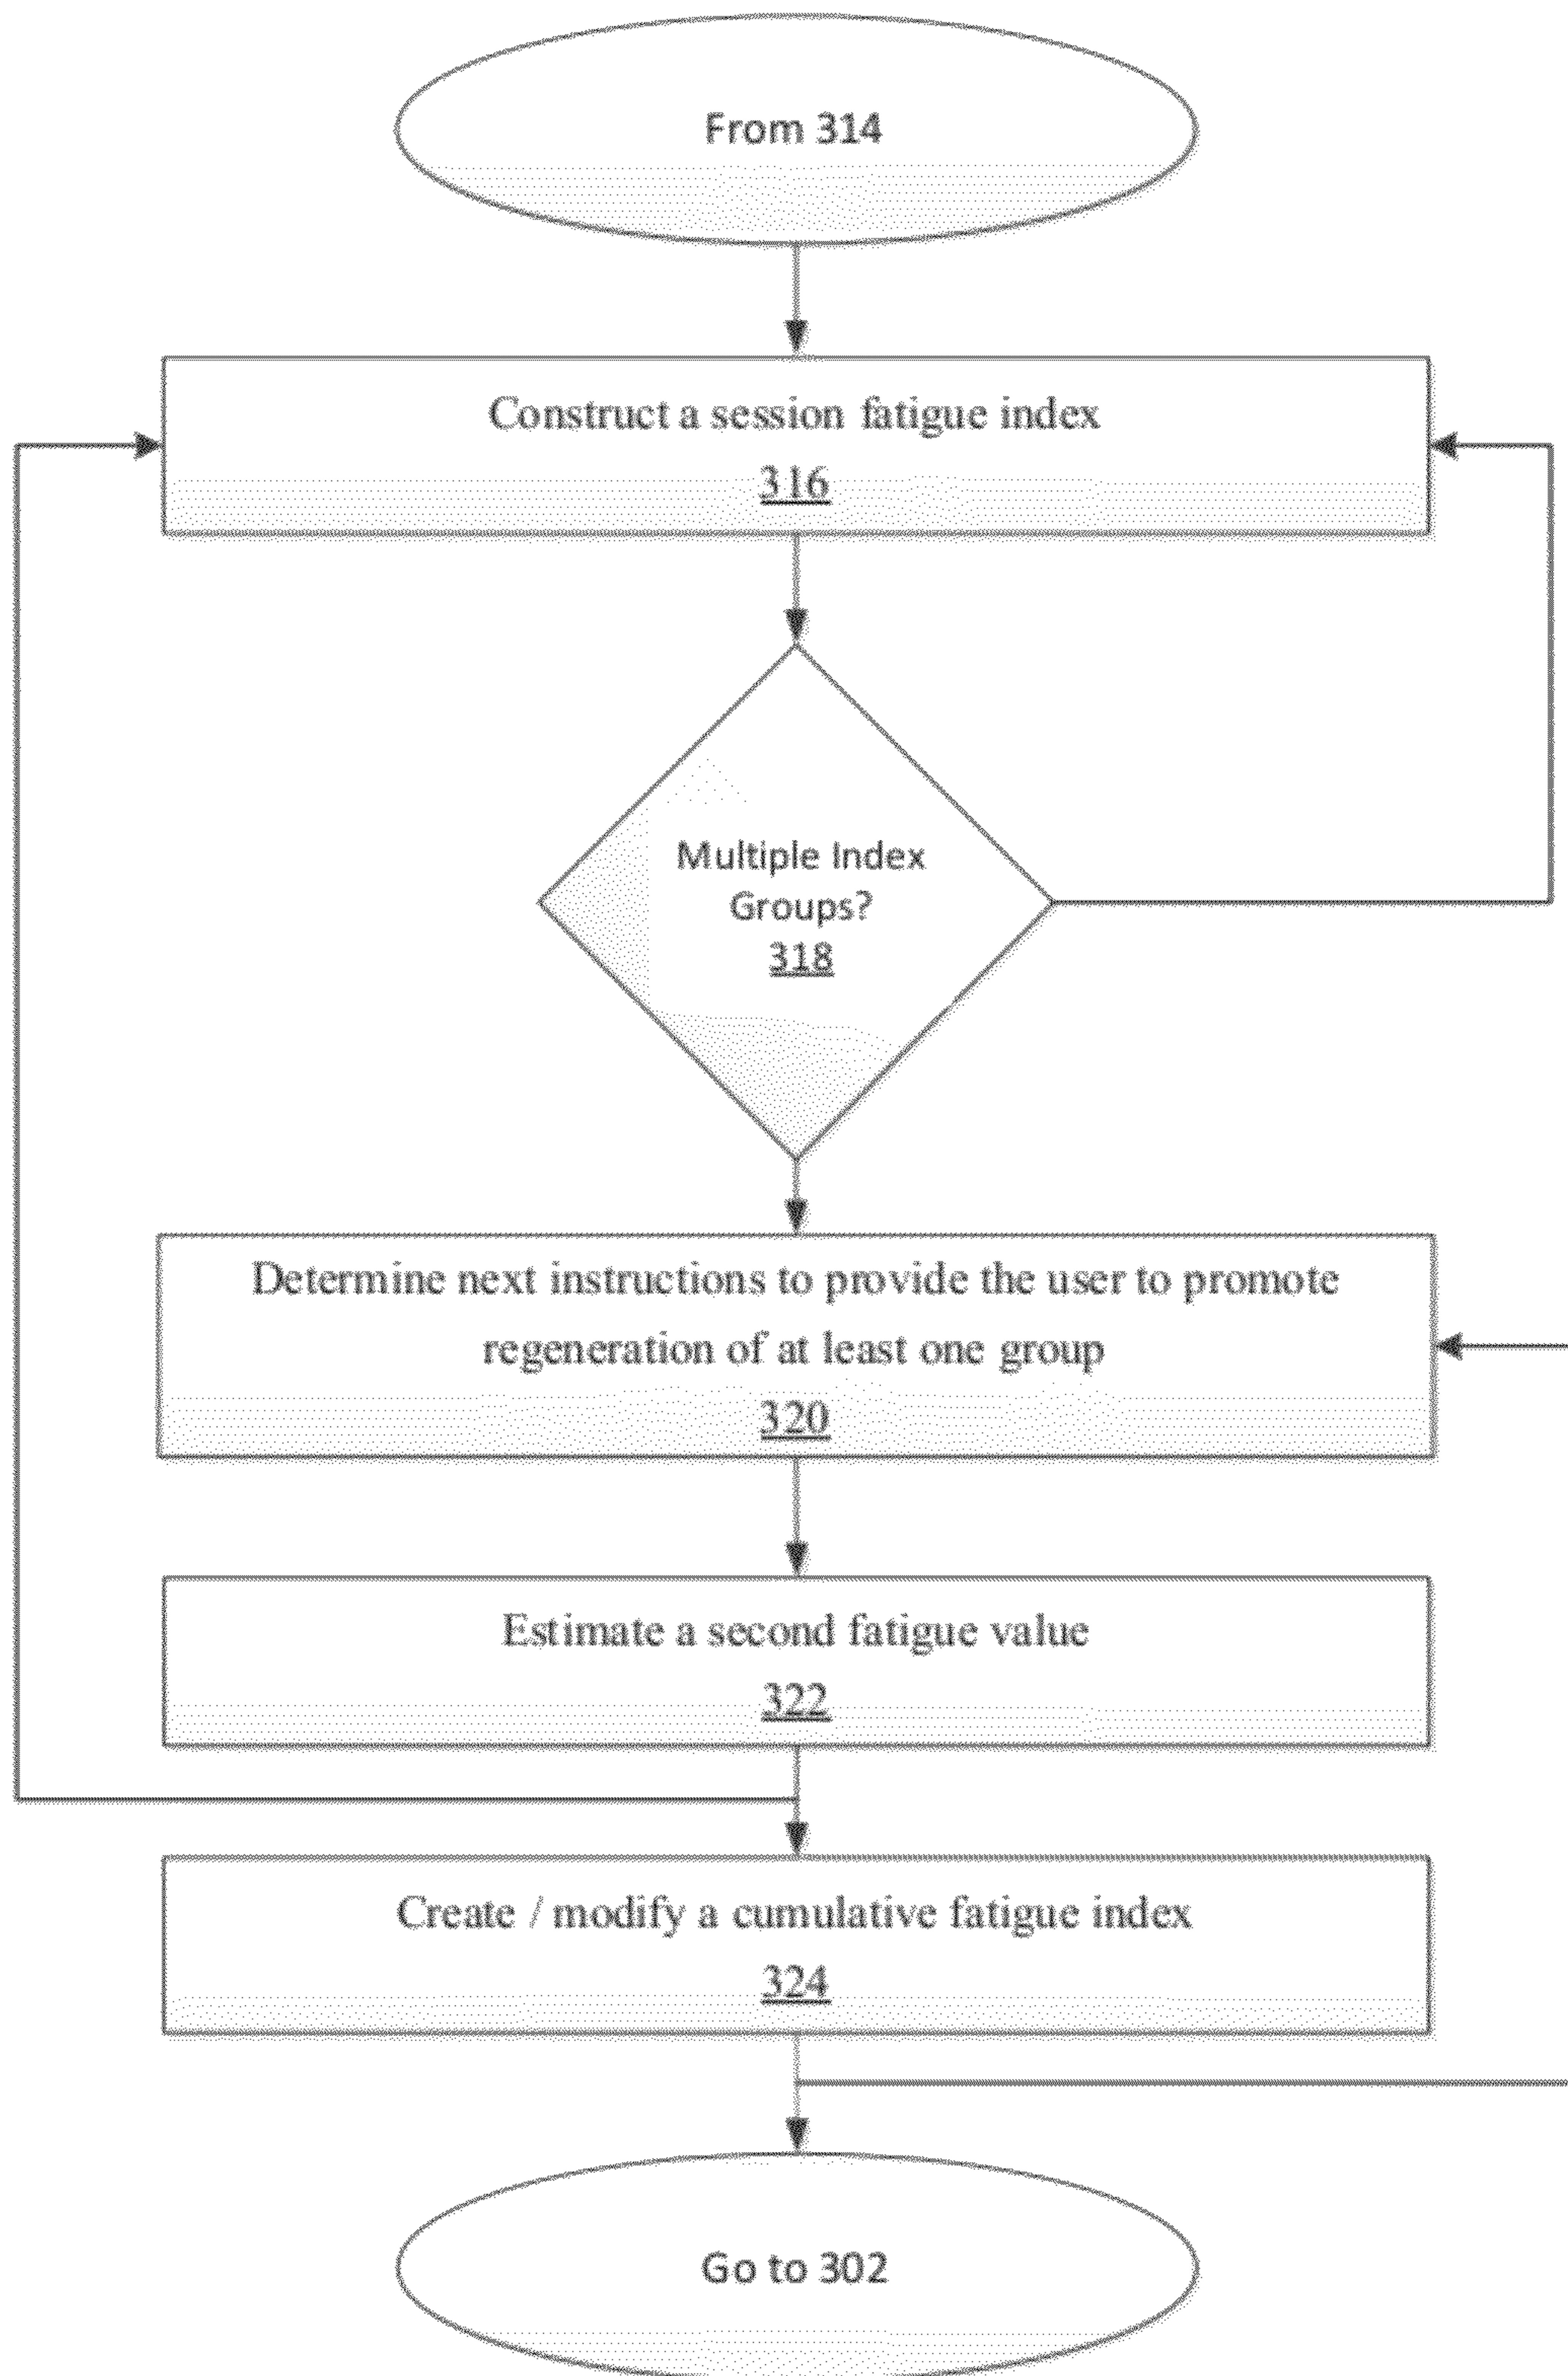 From 314
Construct a session fatigue index
316
Multiple Index
Groups?
318
Determine next instructions to provide the user to promote
regeneration of at least one group
320
Estimate a second fatigue value
322
Create / modify a cumulative fatigue index
324
Go to 302